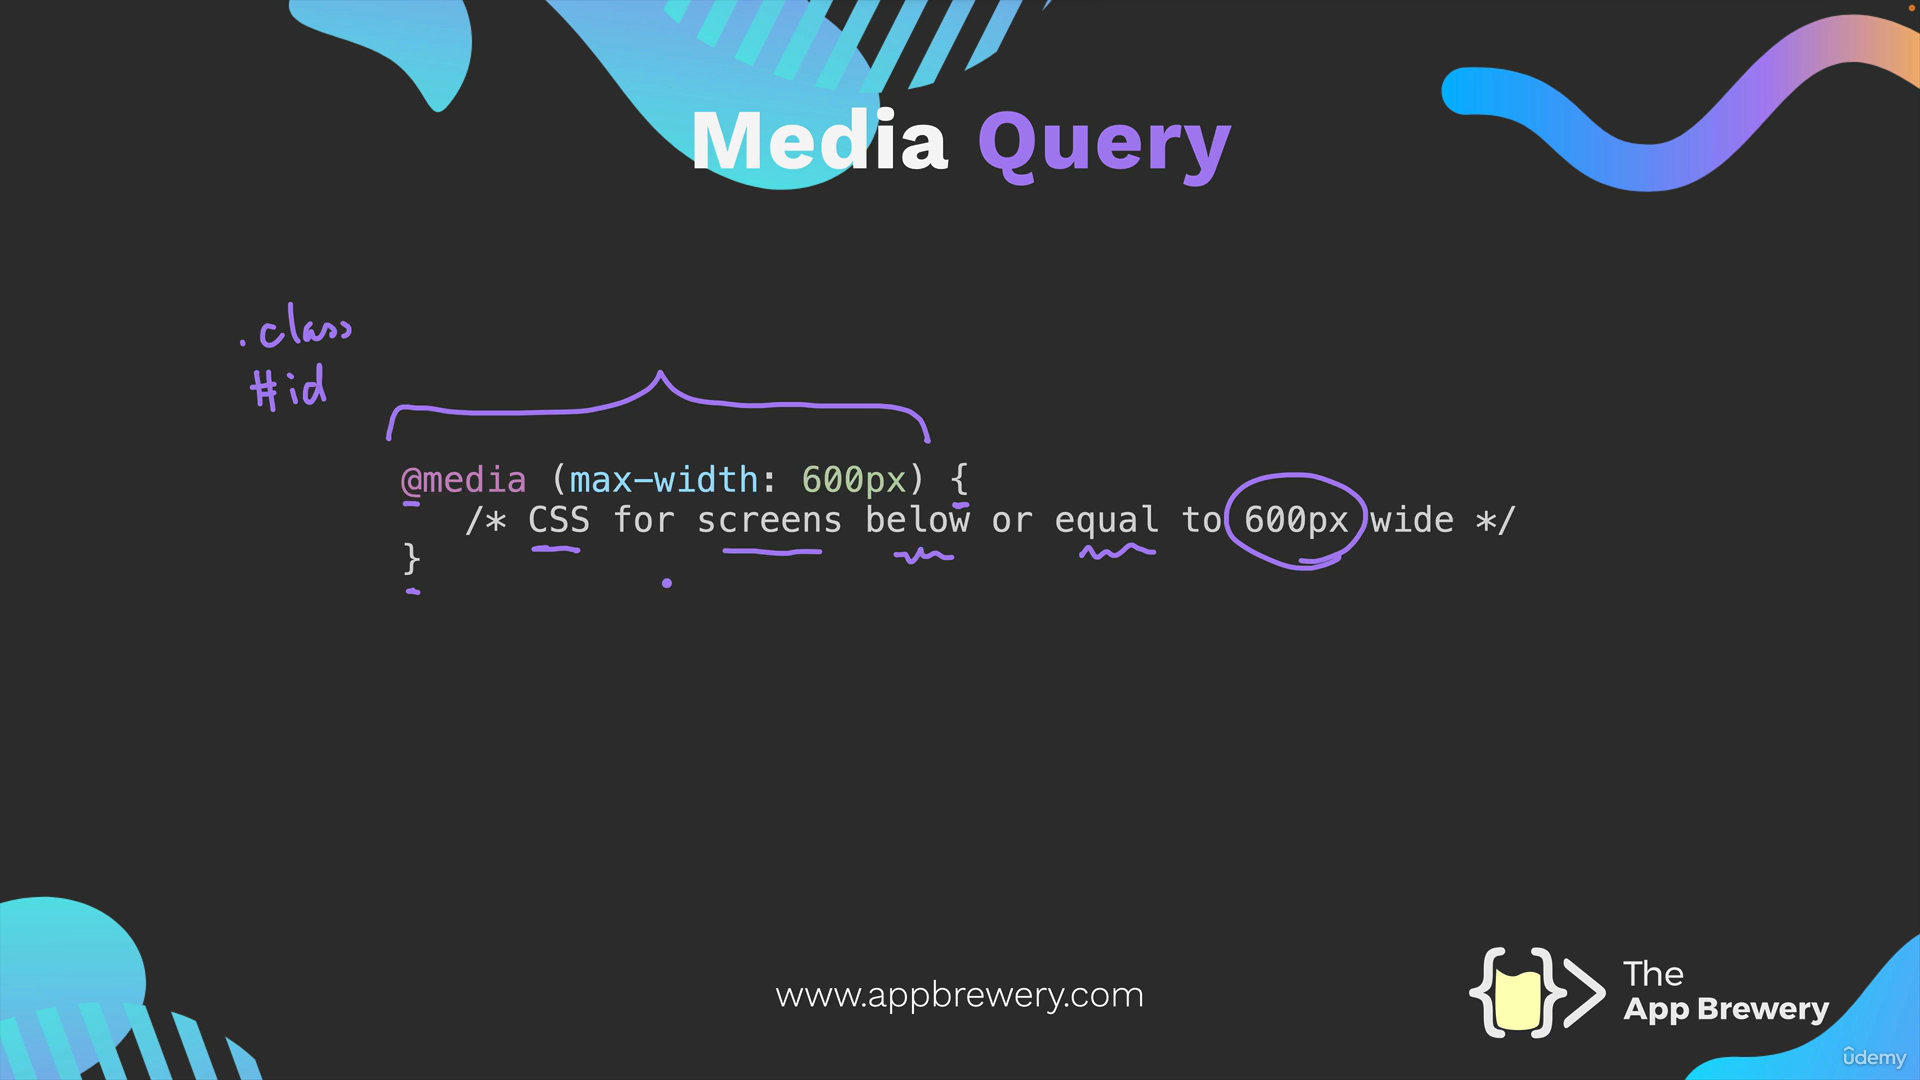 Media Query
.class
#id
@media (max-width: 600px) {
/* CSS for screens below or equal to 600px wide */
}
www.appbrewery.com
The
App Brewery
ûdemy